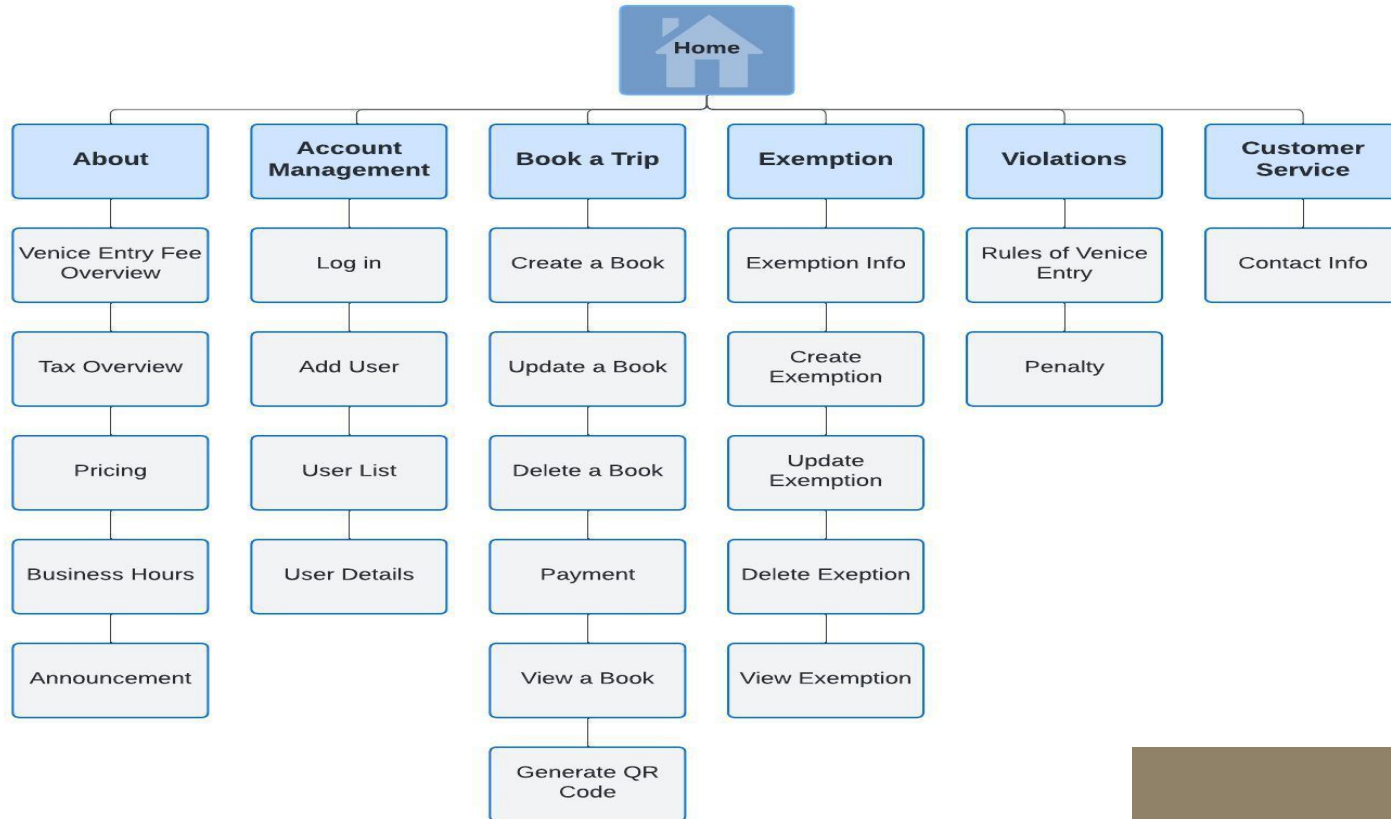 Home
About
Account
Management
Book a Trip
Exemption
Violations
Customer
Service
Venice Entry Fee
Overview
Log in
Create a Book
Exemption Info
Rules of Venice
Entry
Contact Info
Tax Overview
Add User
Update a Book
Create
Exemption
Penalty
Pricing
User List
Delete a Book
Update
Exemption
Business Hours
User Details
Payment
Delete Exeption
Announcement
View a Book
View Exemption
Generate QR
Code